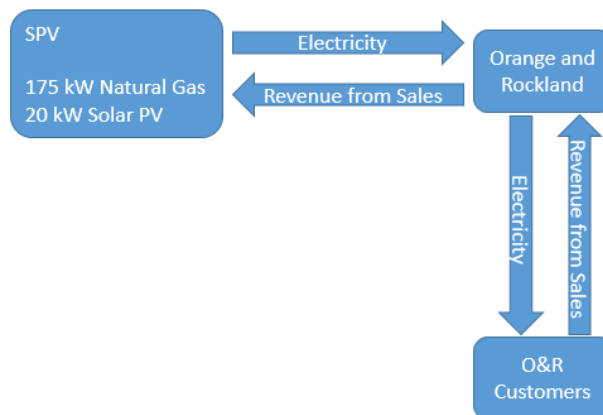 SPV
175 kW Natural Gas
20 kW Solar PV
Electricity
Revenue from Sales
Orange and
Rockland
Electricity
Revenue from Sales
O&R
Customers